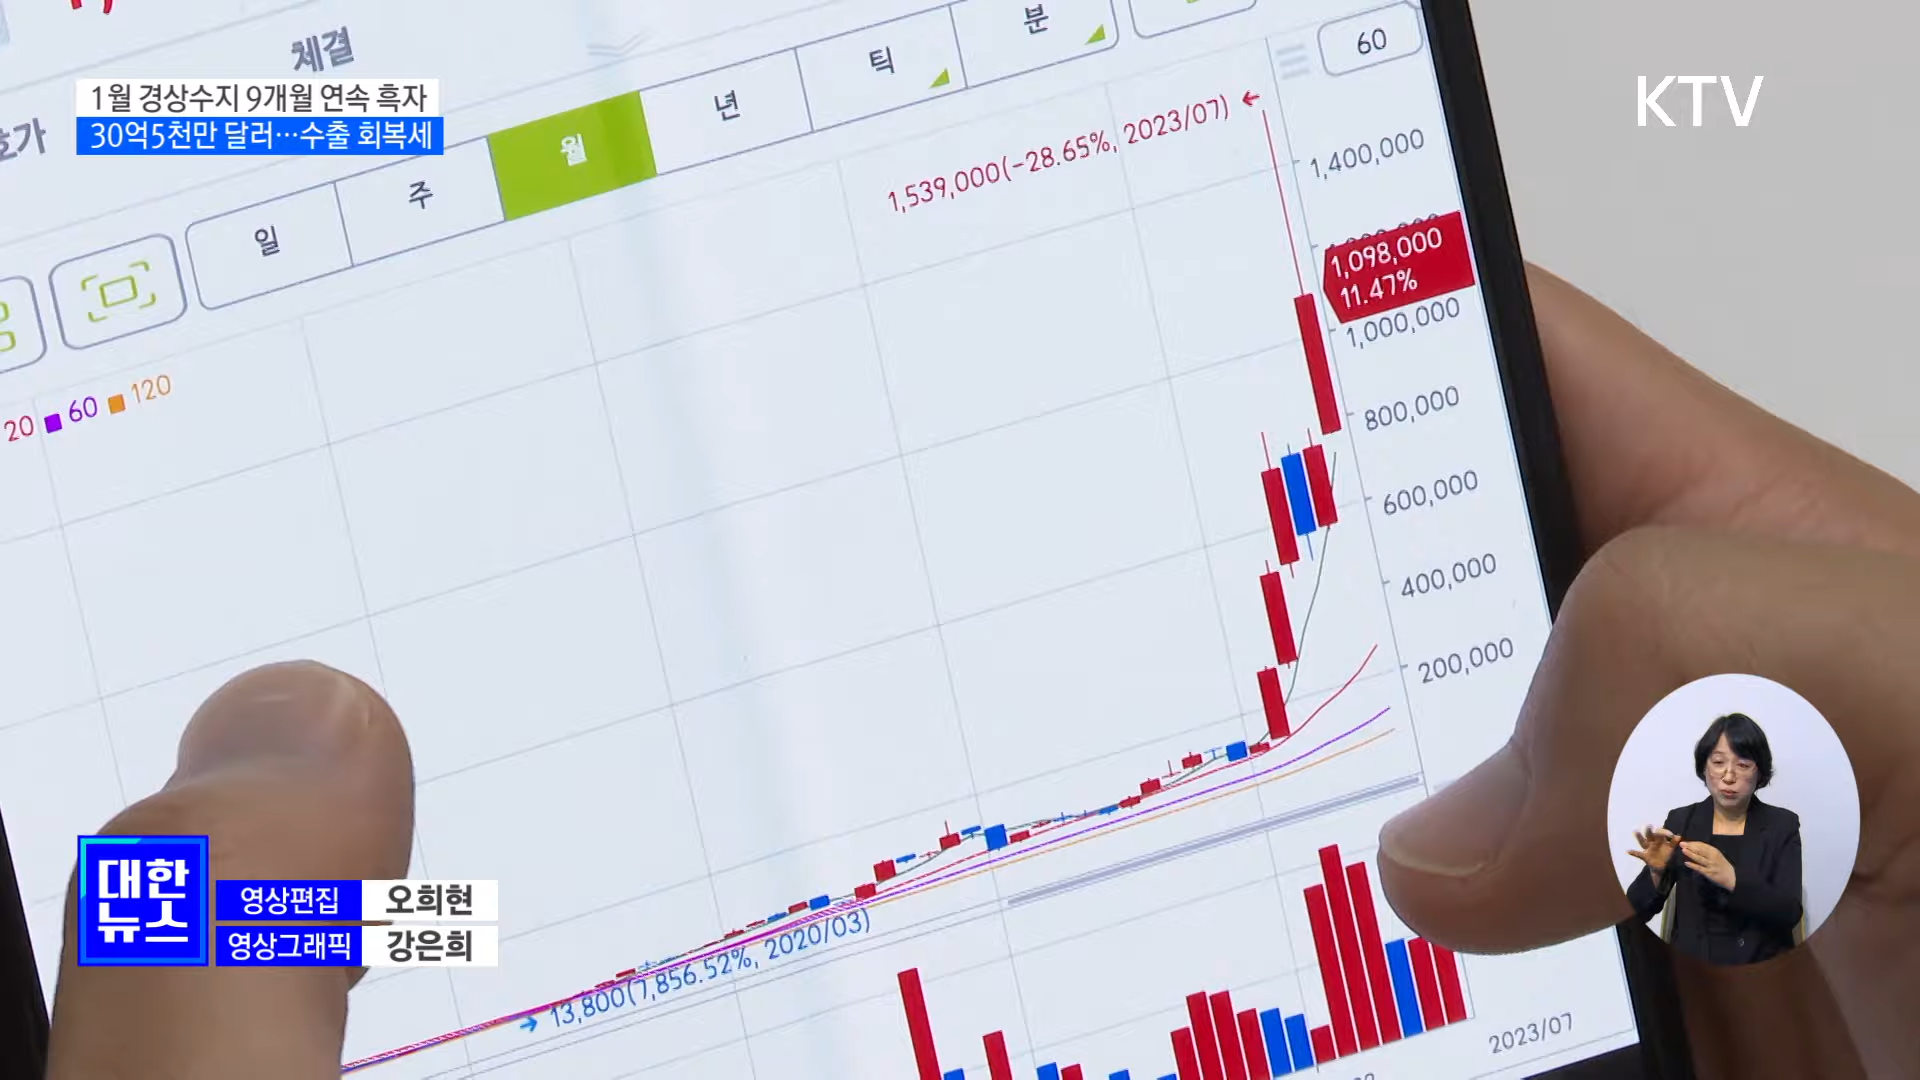 체결
1월 경상수지 9개월 연속 흑자
30억5천만 달러…수출 회복세
KTV
호가
일
주
월
년
틱
분
60
20 60 120
1,539,000(-28.65%, 2023/07)
1,400,000
1,098,000
11.47%
1,000,000
800,000
600,000
400,000
200,000
13,800(7,856.52%, 2020/03)
2023/07
대한
뉴스
영상편집 오희현
영상그래픽 강은희